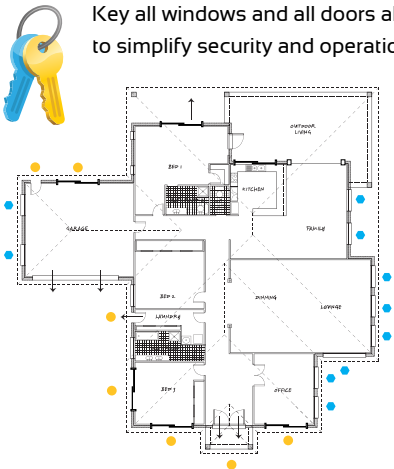 Key all windows and all doors al
to simplify security and operatio
OUTDOOR
LIVING
BED 1
KITCHEN
GARAGE
FAMILY
BED 2
DINING
LOUNGE
LAUNDRY
BED 3
OFFICE